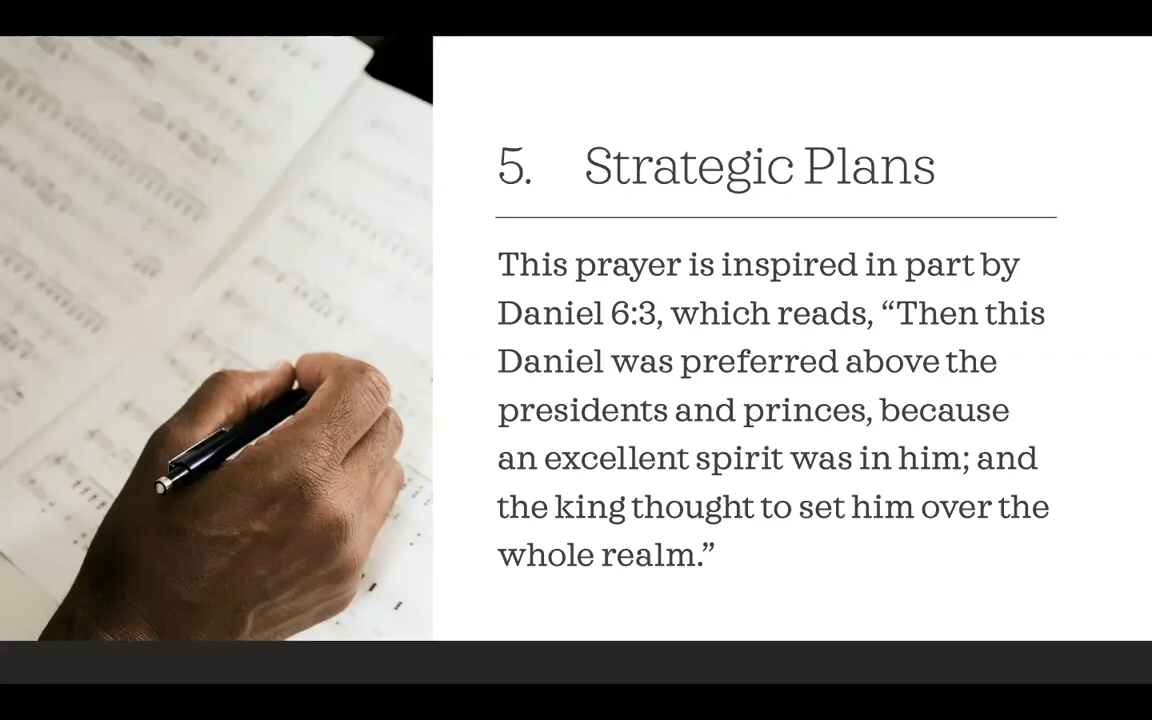 5. Strategic Plans
This prayer is inspired in part by
Daniel 6:3, which reads, “Then this
Daniel was preferred above the
presidents and princes, because
an excellent spirit was in him; and
the king thought to set him over the
whole realm.”